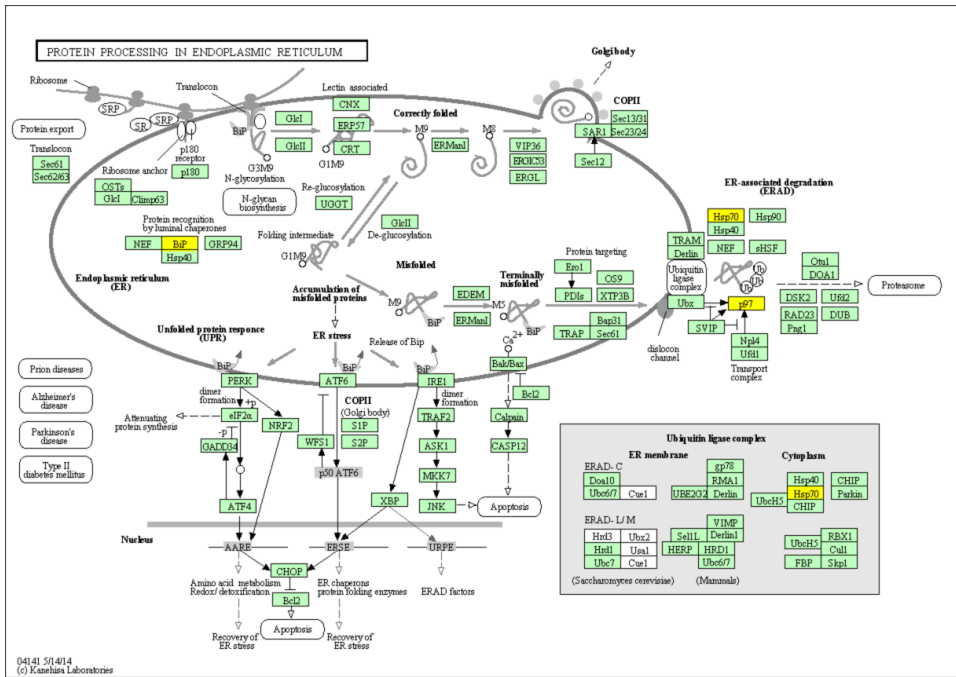 PROTEIN PROCESSING IN ENDOPLASMIC RETICULUM
Ribosome
SRP
SR
SRP
Translocon
BiP
p180
receptor
Ribosome anchor
p180
Protein export
Translocon
Sec61
Sec62/63
OSTs
GlcI
Climp63
G3M9
N-glycosylation
N-glycan
biosynthesis
GlcI
GlcII
Lectin associated
CNX
ERP57
CRT
G1M9
Correctly folded
M9
ERManI
M8
VIP36
ERGIC53
ERGL
Golgi body
COPII
SAR1
Sec13/31
Sec23/24
Sec12
Re-glucosylation
UGGT
GlcII
De-glucosylation
Protein recognition
by luminal chaperones
NEF
BiP
GRP94
Hsp40
Folding intermediate
G1M9
Endoplasmic reticulum
(ER)
Accumulation of
misfolded proteins
ER stress
Misfolded
M9
BiP
EDEM
ERManI
Terminally
misfolded
M5
BiP
Ca2+
Protein targeting
Ero1
PDIs
OS9
XTP3B
TRAP
Bap31
Sec61
ER-associated degradation
(ERAD)
Hsp70
Hsp90
Hsp40
NEF
sHSF
TRAM
Derlin
Ubiquitin
ligase
complex
Ubx
Ub
Ub
Ub
p97
SVIP
Npl4
Ufd1
Transport
complex
dislocon
channel
Otu1
DOA1
DSK2
Ufd2
RAD23
DUB
Png1
Proteasome
Unfolded protein responce
(UPR)
Release of Bip
BiP
PERK
BiP
ATF6
BiP
IRE1
Bak/Bax
Bcl2
Calpain
CASP12
Apoptosis
dimer
formation
+p
eIF2α
-p
GADD34
NRF2
ATF4
Attenuating
protein synthesis
COPII
(Golgi body)
S1P
S2P
WFS1
p50 ATF6
dimer
formation
TRAF2
ASK1
MKK7
JNK
XBP
Prion diseases
Alzheimer's
disease
Parkinson's
disease
Type II
diabetes mellitus
Nucleus
AARE
ERSE
URPE
CHOP
Bcl2
Apoptosis
Amino acid metabolism
Redox/ detoxification
ER chaperons
protein folding enzymes
ERAD factors
Recovery of
ER stress
Recovery of
ER stress
Ubiquitin ligase complex
ER membrane
Cytoplasm
ERAD- C
Doa10
Ubc6/7
Cue1
gp78
RMA1
UBE2G2
Derlin
Hsp40
CHIP
Hsp70
Parkin
UbcH5
CHIP
ERAD- L/ M
Hrd3
Ubx2
Hrd1
Usa1
Ubc7
Cue1
VIMP
Sel1L
Derlin1
HERP
HRD1
Ubc6/7
RBX1
UbcH5
Cul1
FBP
Skp1
(Saccharomyces cerevisiae)
(Mammals)
04141 5/14/14
(c) Kanehisa Laboratories